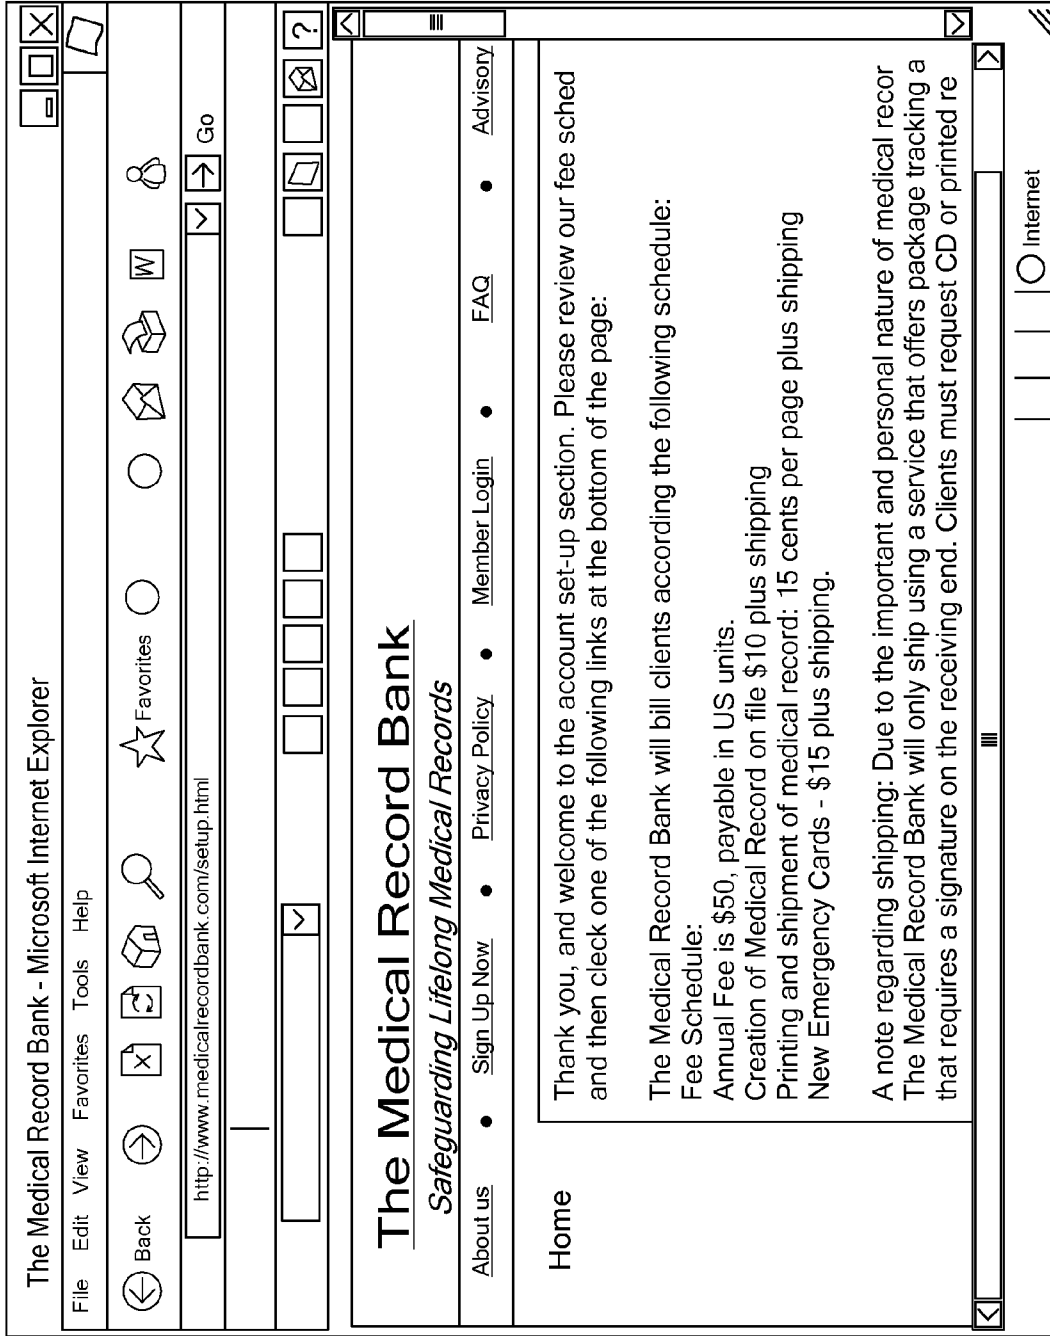 The Medical Record Bank - Microsoft Internet Explorer
File Edit View Favorites Tools Help
Back Favorites W
http://www.medicalrecordbank.com/setup.html Go
?
The Medical Record Bank
Safeguarding Lifelong Medical Records
About us • Sign Up Now • Privacy Policy • Member Login • FAQ • Advisory
Home
Thank you, and welcome to the account set-up section. Please review our fee sched
and then cleck one of the following links at the bottom of the page:
The Medical Record Bank will bill clients according the following schedule:
Fee Schedule:
Annual Fee is $50, payable in US units.
Creation of Medical Record on file $10 plus shipping
Printing and shipment of medical record: 15 cents per page plus shipping
New Emergency Cards - $15 plus shipping.
A note regarding shipping: Due to the important and personal nature of medical recor
The Medical Record Bank will only ship using a service that offers package tracking a
that requires a signature on the receiving end. Clients must request CD or printed re
Internet